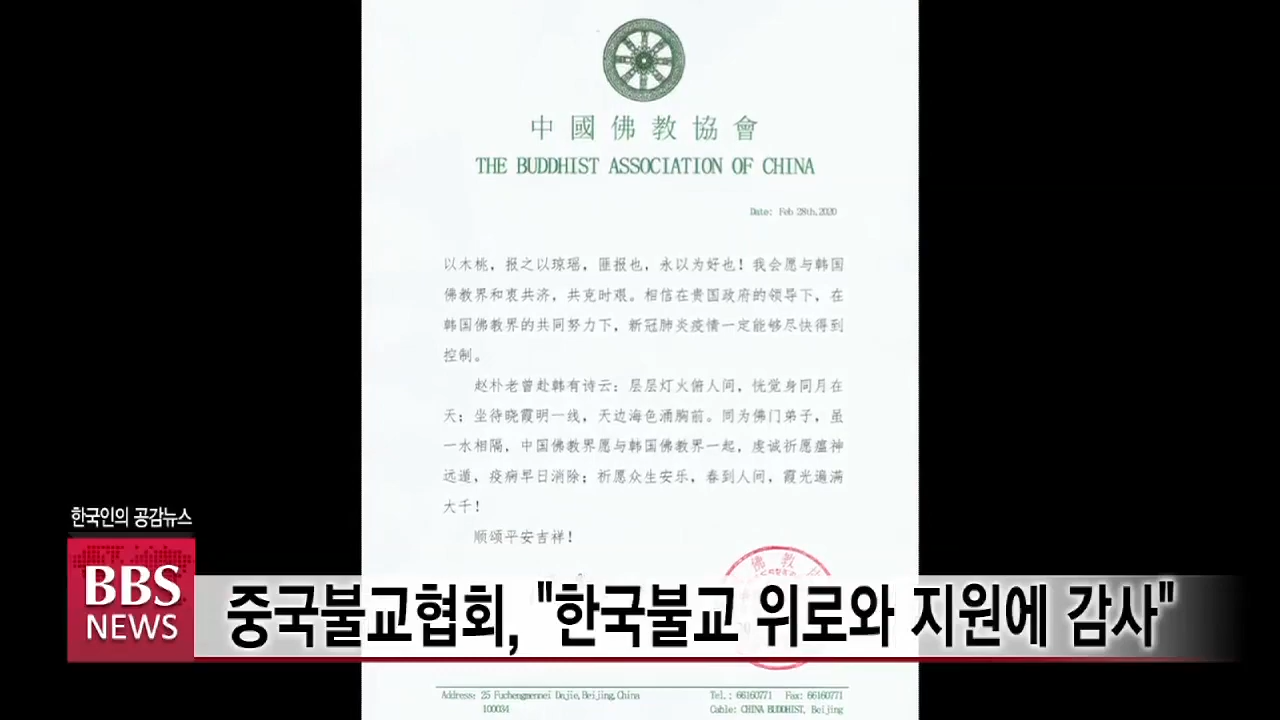 中國佛教協會
THE BUDDHIST ASSOCIATION OF CHINA
Date: Feb 28th,2020
以木桃，报之以琼瑶，匪报也，永以为好也！我会愿与韩国
佛教界和衷共济，共克时艰。相信在贵国政府的领导下，在
韩国佛教界的共同努力下，新冠肺炎疫情一定能够尽快得到
控制。
赵朴老曾赴韩有诗云：层层灯火俯人间，恍觉身同月在
天；坐待晓霞明一线，天边海色涌胸前。同为佛门弟子，虽
一水相隔，中国佛教界愿与韩国佛教界一起，虔诚祈愿瘟神
远遁，疫病早日消除；祈愿众生安乐，春到人间，霞光遍满
大千！
顺颂平安吉祥！
佛教
한국인의 공감뉴스
BBS
NEWS
중국불교협회, "한국불교 위로와 지원에 감사"
Address: 25 Fuchengmennei Dajie,Beijing,China
100034
Tel.: 66160771 Fax: 66160771
Cable: CHINA BUDDHIST, Beijing